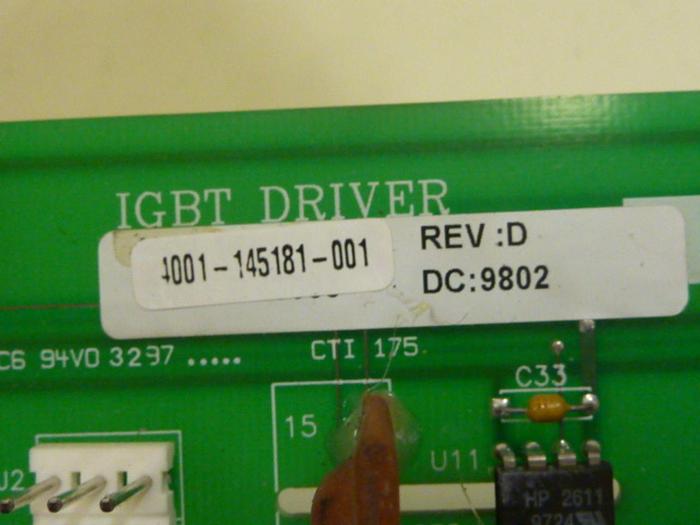 IGBT DRIVER
4001-145181-001
REV :D
DC:9802
C6 94V0 3297 .....
CTI 175
C33
15
U11
J2
HP 2611
9724